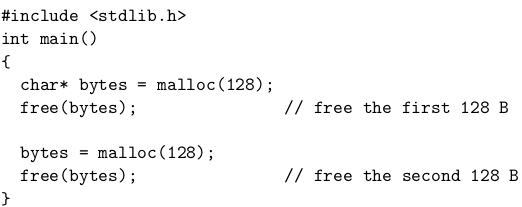 #include <stdlib.h>
int main()
{
  char* bytes = malloc(128);
  free(bytes);               // free the first 128 B

  bytes = malloc(128);
  free(bytes);               // free the second 128 B
}